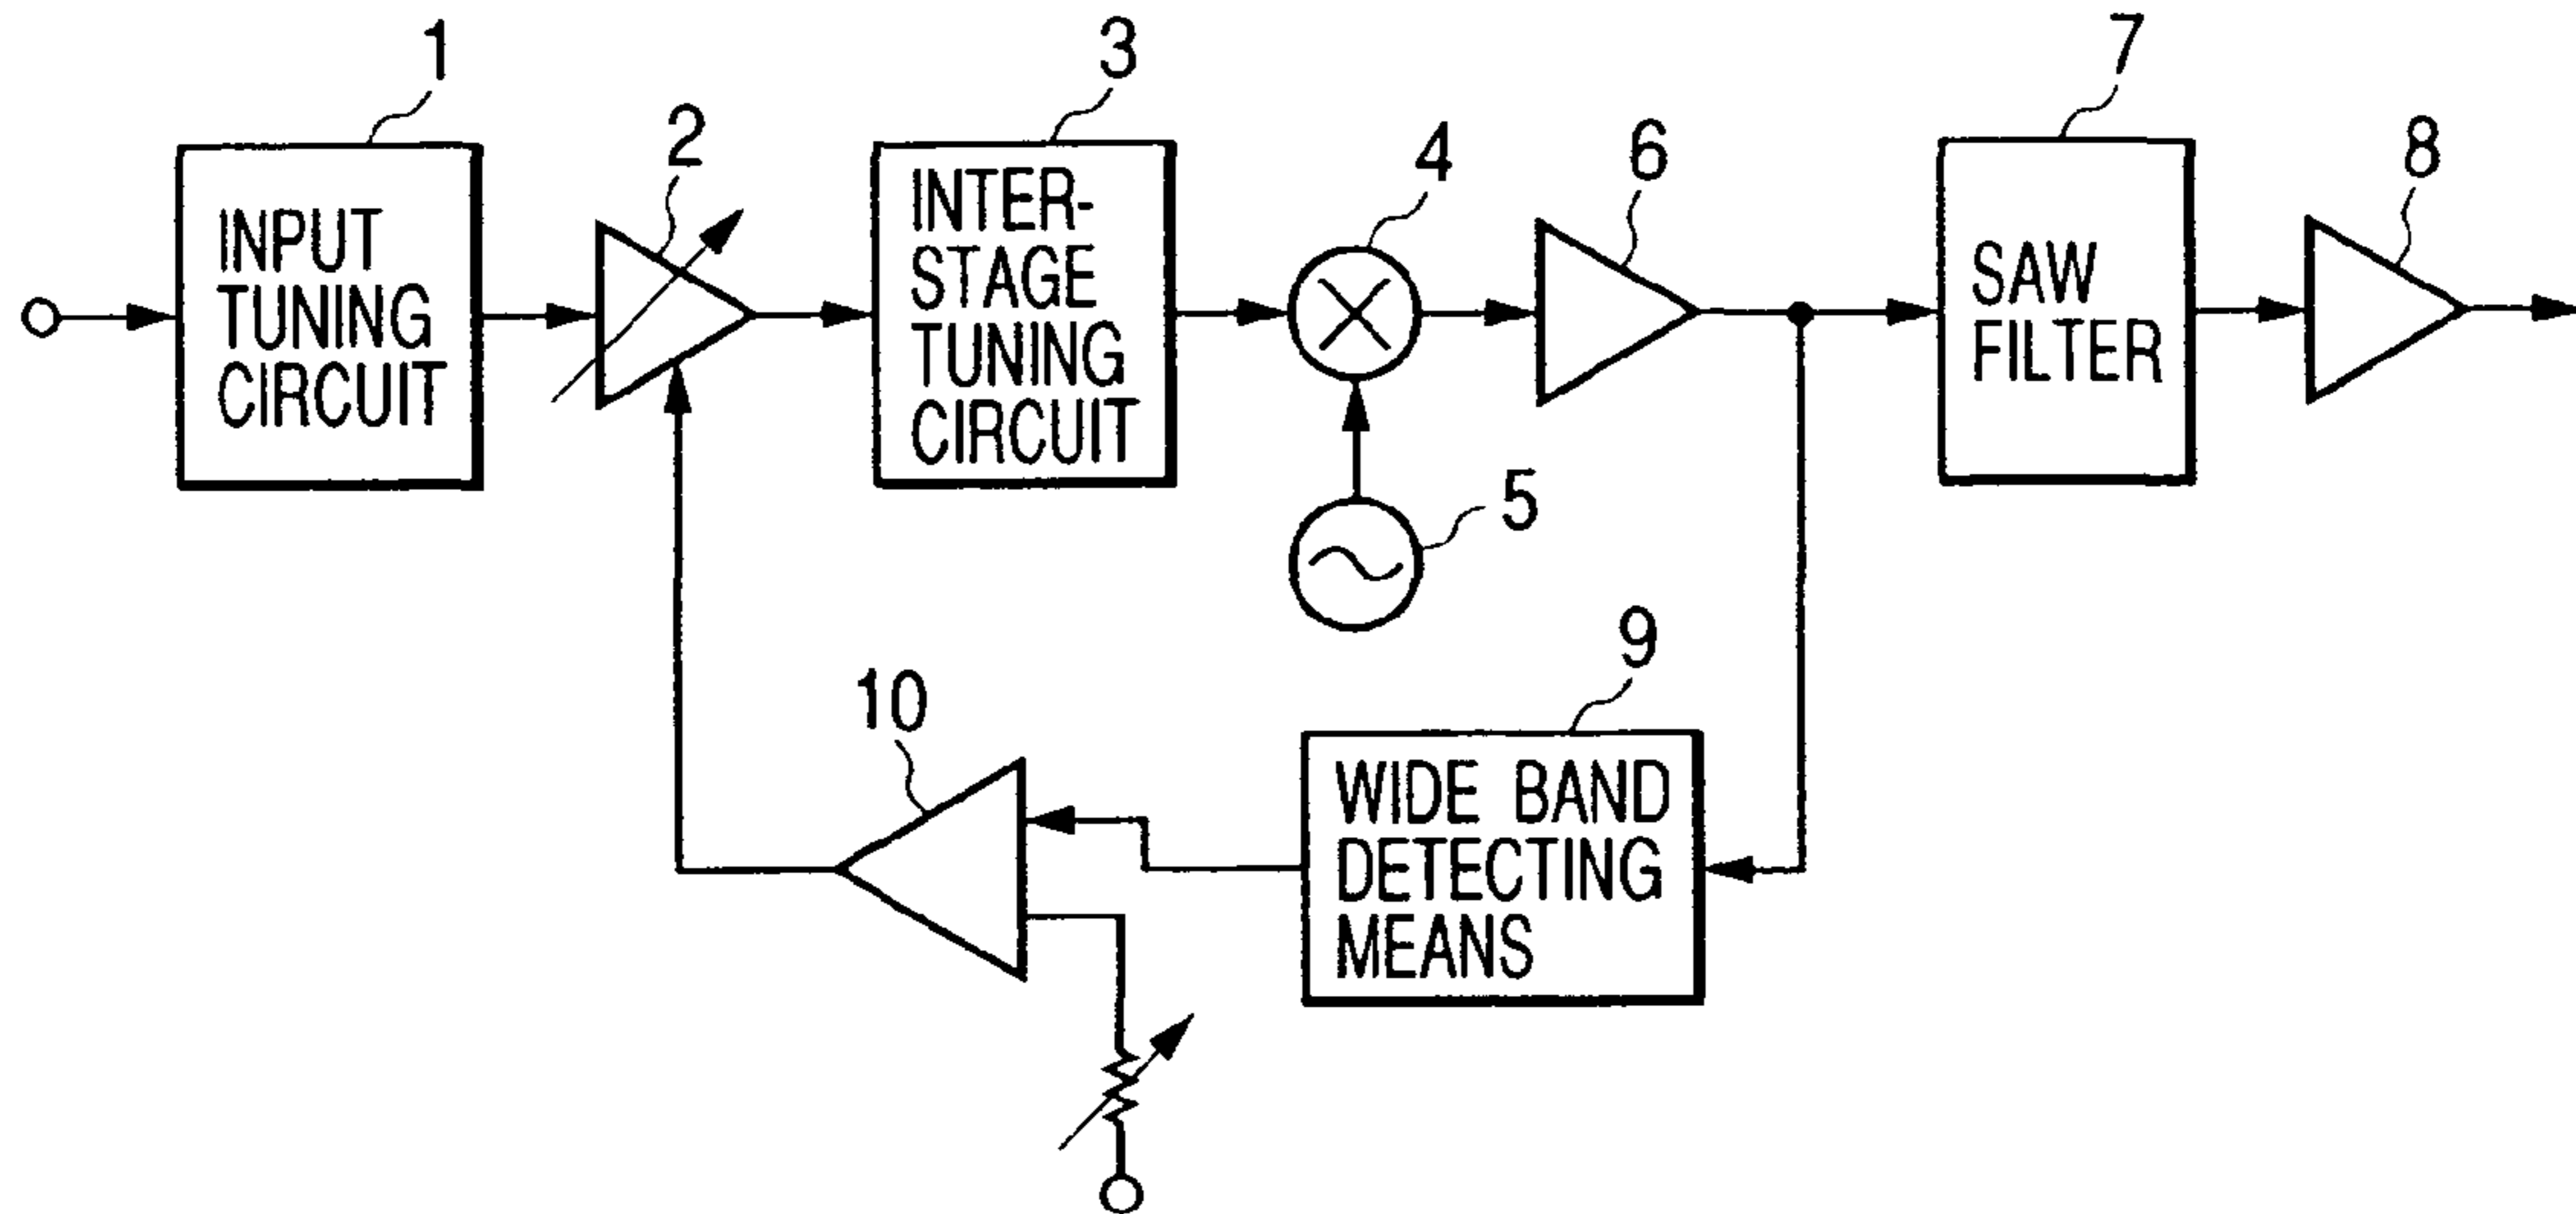 1
2
3
4
5
6
7
8
9
10
INPUT
TUNING
CIRCUIT
INTER-
STAGE
TUNING
CIRCUIT
SAW
FILTER
WIDE BAND
DETECTING
MEANS